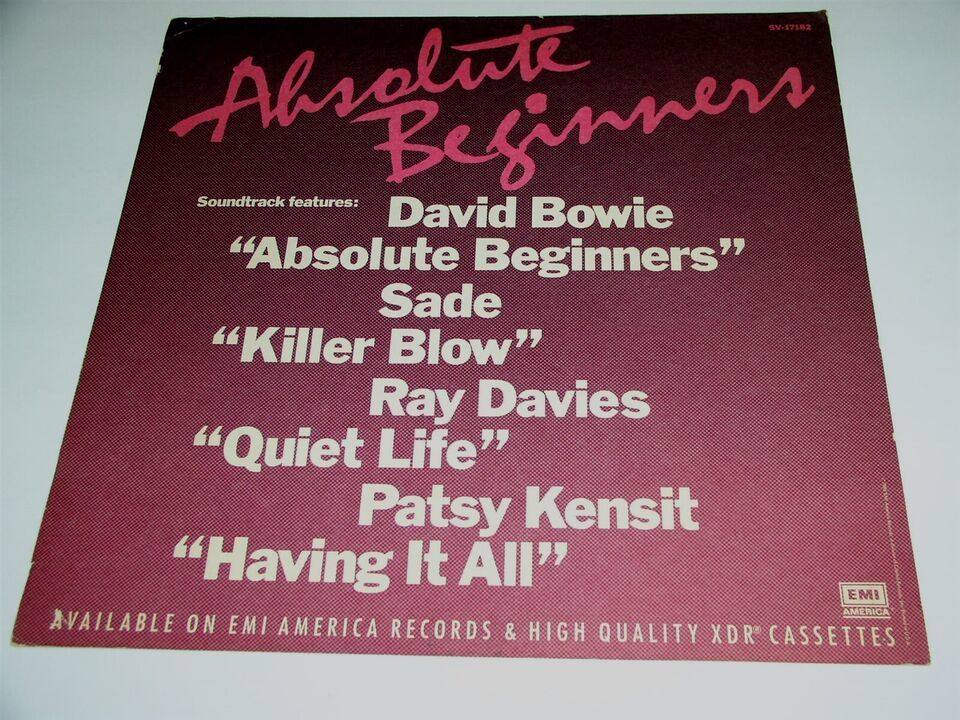 SV-17182
Absolute
Beginners
Soundtrack features: David Bowie
“Absolute Beginners”
Sade
“Killer Blow”
Ray Davies
“Quiet Life”
Patsy Kensit
“Having It All”
EMI
AMERICA
AVAILABLE ON EMI AMERICA RECORDS & HIGH QUALITY XDR® CASSETTES